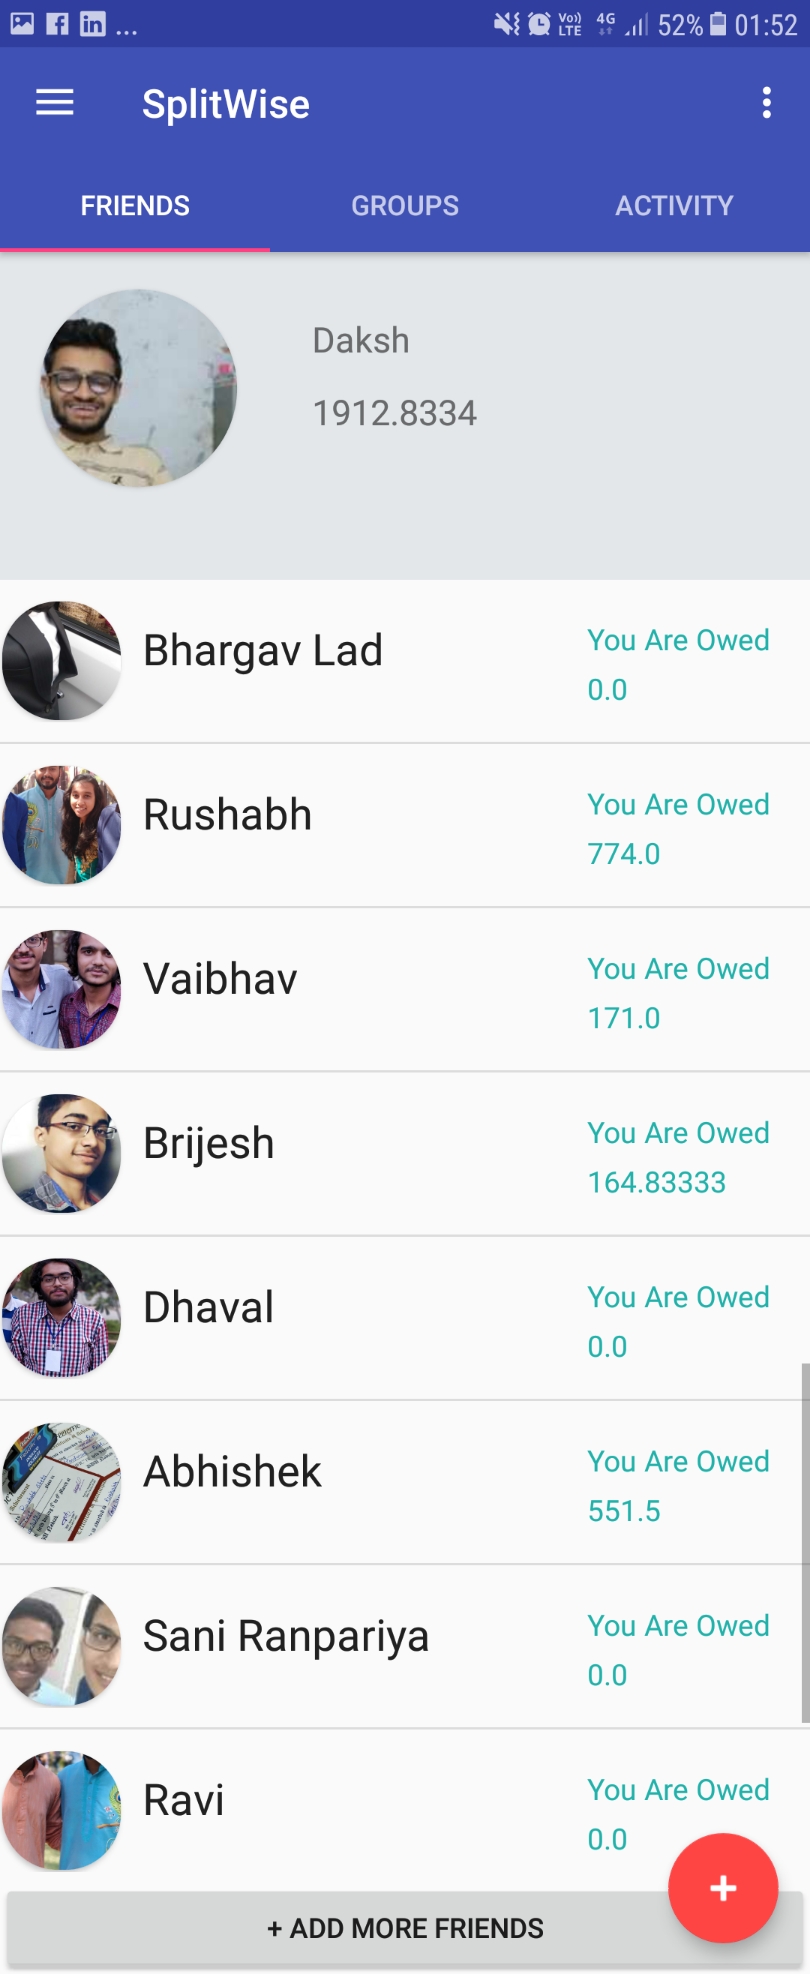 ... Vo)) LTE 4G 52% 01:52
SplitWise
FRIENDS GROUPS ACTIVITY
Daksh
1912.8334
Bhargav Lad
You Are Owed
0.0
Rushabh
You Are Owed
774.0
Vaibhav
You Are Owed
171.0
Brijesh
You Are Owed
164.83333
Dhaval
You Are Owed
0.0
Abhishek
You Are Owed
551.5
Sani Ranpariya
You Are Owed
0.0
Ravi
You Are Owed
0.0
+ ADD MORE FRIENDS
+